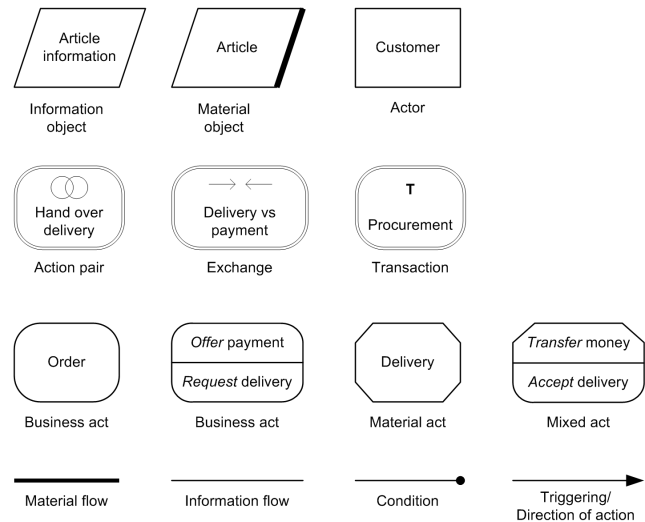 Article
information
Article
Customer
Information
object
Material
object
Actor
Hand over
delivery
Delivery vs
payment
T
Procurement
Action pair
Exchange
Transaction
Order
Offer payment
Request delivery
Delivery
Transfer money
Accept delivery
Business act
Business act
Material act
Mixed act
Material flow
Information flow
Condition
Triggering/
Direction of action